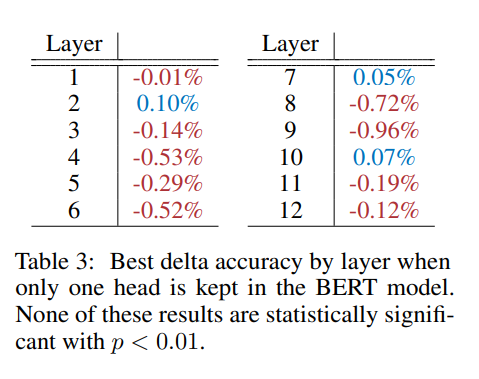 Layer Layer
1 -0.01% 7 0.05%
2 0.10% 8 -0.72%
3 -0.14% 9 -0.96%
4 -0.53% 10 0.07%
5 -0.29% 11 -0.19%
6 -0.52% 12 -0.12%
Table 3: Best delta accuracy by layer when
only one head is kept in the BERT model.
None of these results are statistically signifi-
cant with p < 0.01.